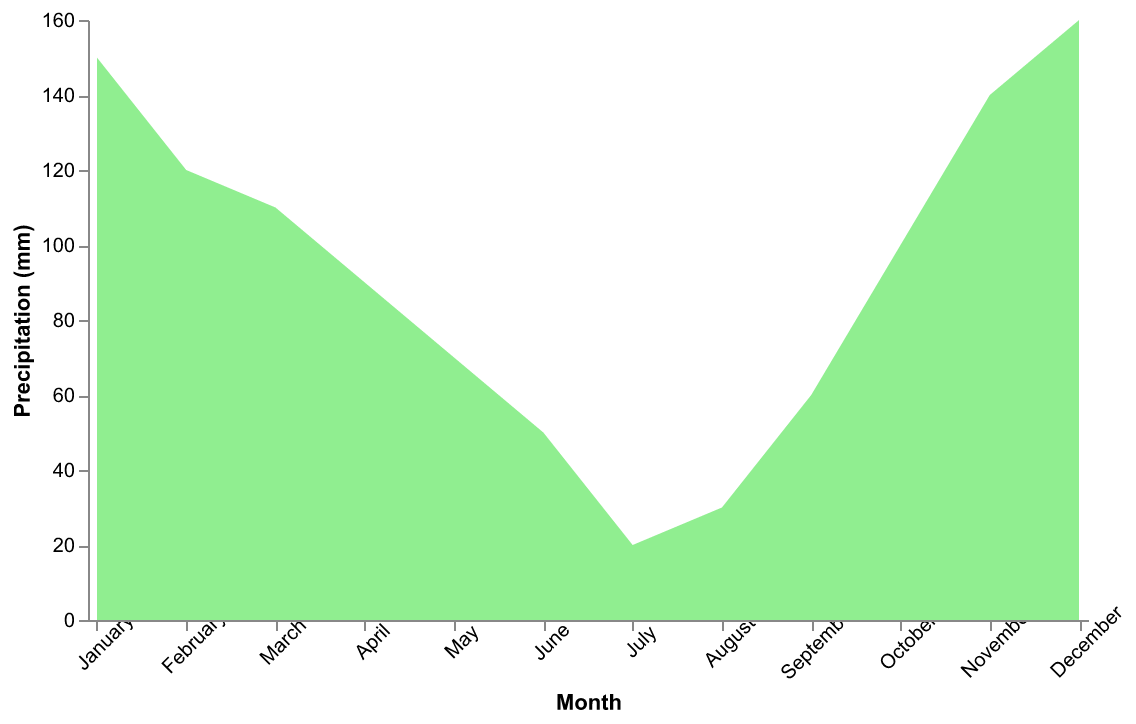 160
140
120
100
80
60
40
20
0
Precipitation (mm)
January
February
March
April
May
June
July
August
Septemb
October
Novembe
December
Month